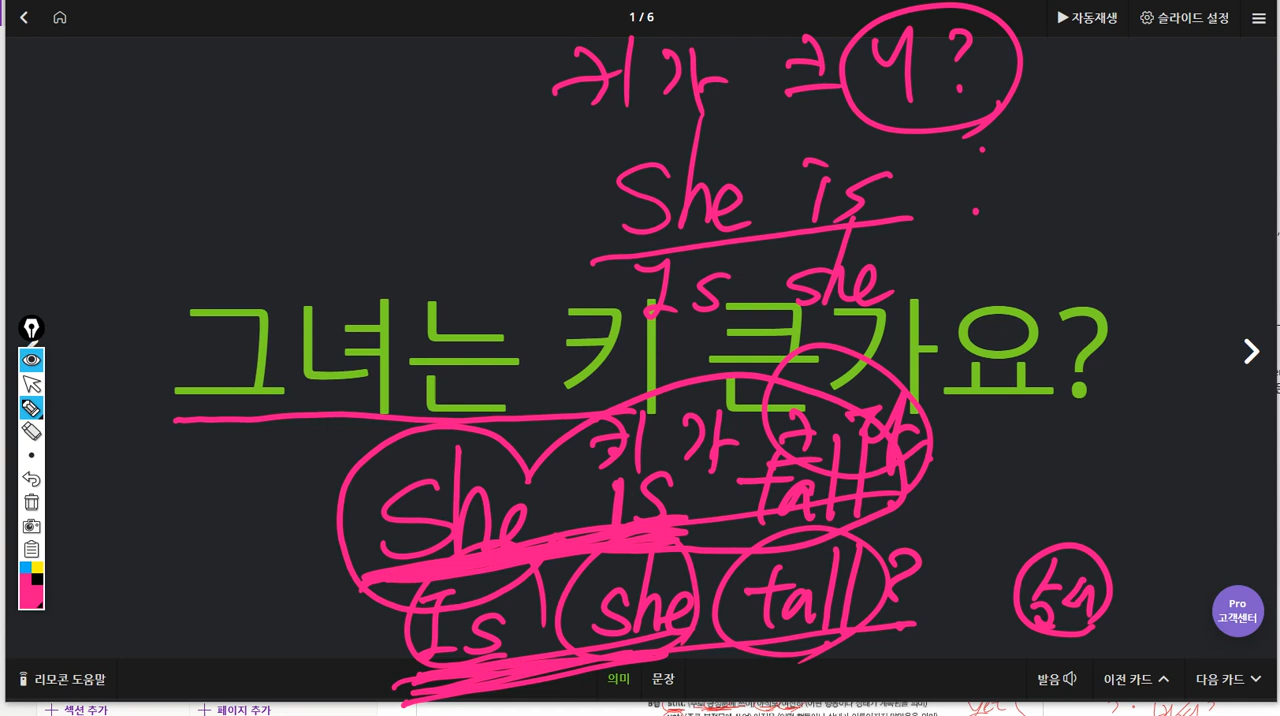 1 / 6
▶ 자동재생
슬라이드 설정
키가 크니?
She is
Is she
그녀는 키 큰가요?
키가 크
She is tall
Is she tall?
Pro
고객센터
리모콘 도움말
의미
문장
발음
이전 카드
다음 카드
+ 섹션 추가
+ 페이지 추가